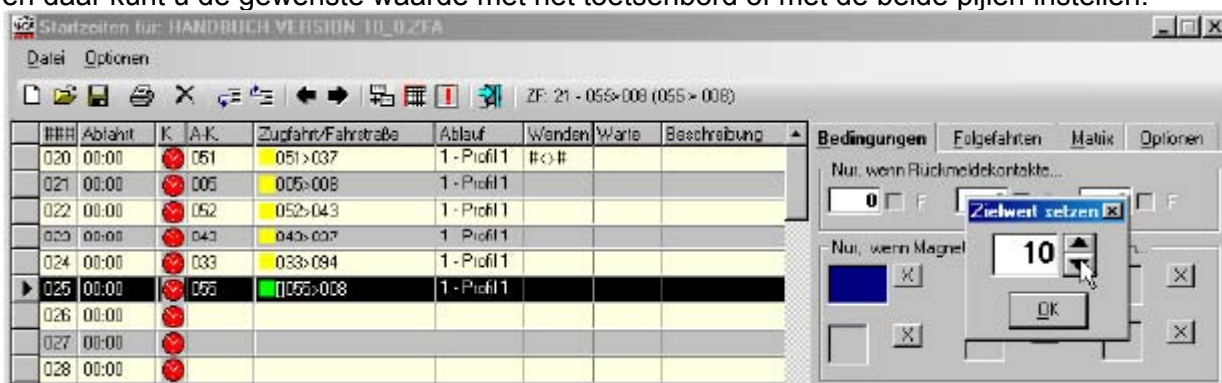 en daar kunt u de gewenste waarde met het toetsenbord of met de beide pijlen instellen.
Startzeiten für: HANDBUCH VERSION 10_0.ZFA
Datei Optionen
ZF: 21 - 055>008 (055 > 008)
### Abfahrt K. A-K. Zugfahrt/Fahrstraße Ablauf Wenden Warte Beschreibung
020 00:00 051 051>037 1 - Profil 1 #<>#
021 00:00 005 005>008 1 - Profil 1
022 00:00 052 052>043 1 - Profil 1
023 00:00 043 043>037 1 - Profil 1
024 00:00 033 033>094 1 - Profil 1
025 00:00 055 []055>008 1 - Profil 1
026 00:00
027 00:00
028 00:00
Bedingungen Folgefahrten Matrix Optionen
Nur, wenn Rückmeldekontakte...
0 F F
Zielwert setzen
Nur, wenn Magnet
10
X X
OK
X X